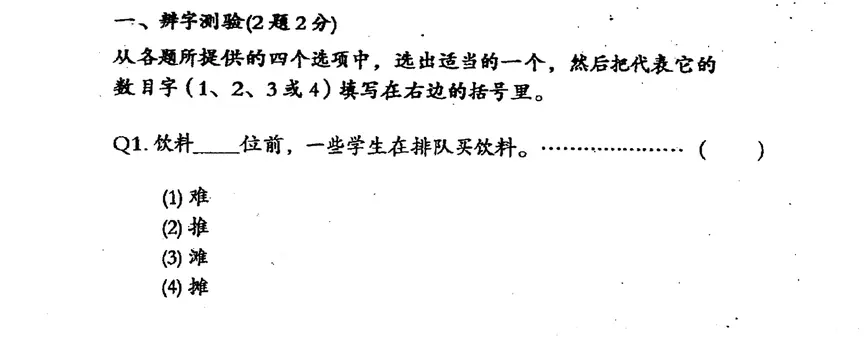 一、辨字测验(2题2分)
从各题所提供的四个选项中，选出适当的一个，然后把代表它的
数目字（1、2、3或4）填写在右边的括号里。
Q1. 饮料____位前，一些学生在排队买饮料。………………… (      )
(1) 难
(2) 推
(3) 滩
(4) 摊